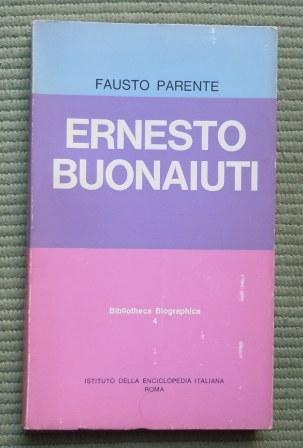 FAUSTO PARENTE
ERNESTO
BUONAIUTI
Bibliotheca Biographica
4
ISTITUTO DELLA ENCICLOPEDIA ITALIANA
ROMA